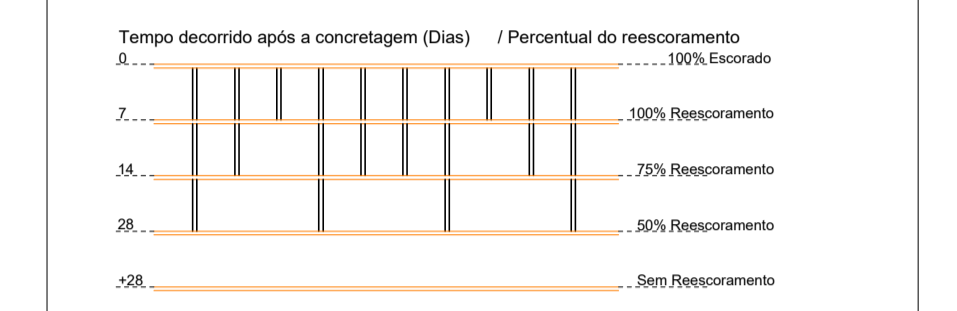 Tempo decorrido após a concretagem (Dias) / Percentual do reescoramento
0 100% Escorado
7 100% Reescoramento
14 75% Reescoramento
28 50% Reescoramento
+28 Sem Reescoramento